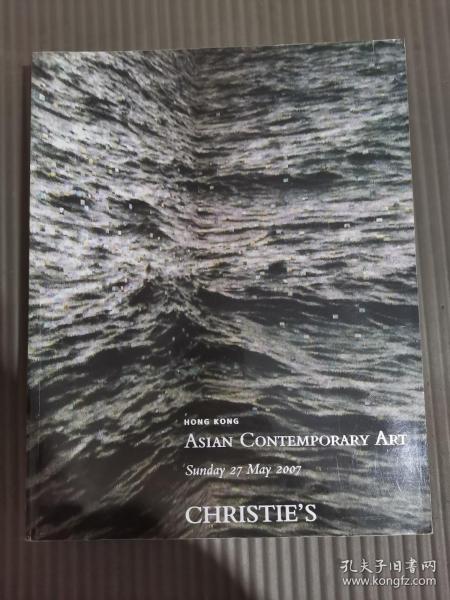 HONG KONG
ASIAN CONTEMPORARY ART
Sunday 27 May 2007
CHRISTIE'S
孔夫子旧书网
www.kongfz.com